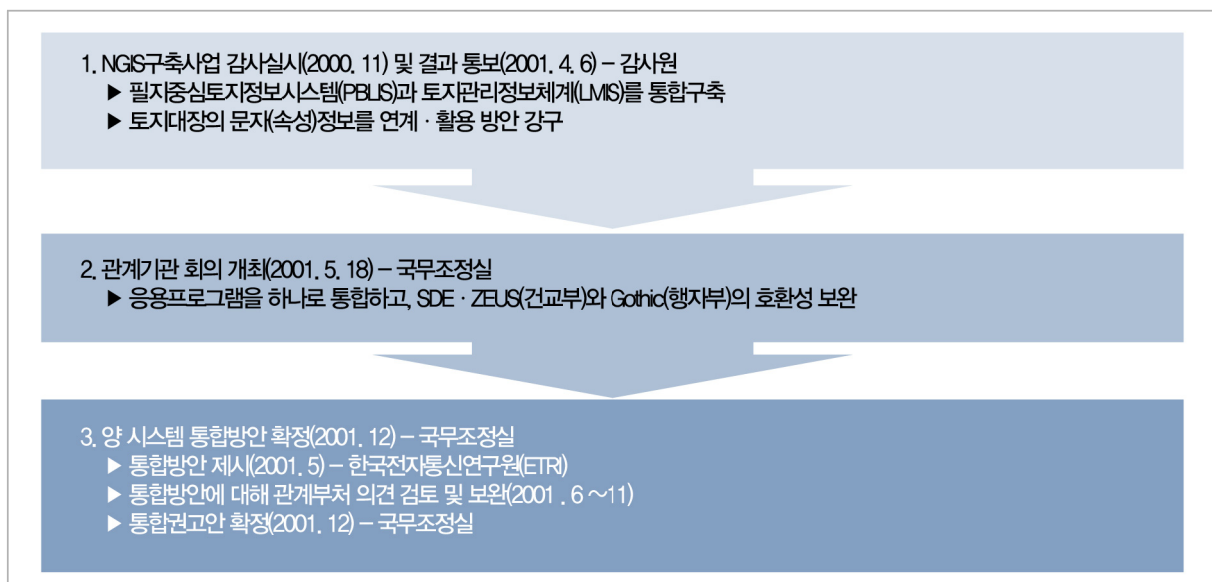 1. NGIS구축사업 감사실시(2000. 11) 및 결과 통보(2001. 4. 6) – 감사원
▶ 필지중심토지정보시스템(PBLIS)과 토지관리정보체계(LMIS)를 통합구축
▶ 토지대장의 문자(속성)정보를 연계 · 활용 방안 강구
2. 관계기관 회의 개최(2001. 5. 18) – 국무조정실
▶ 응용프로그램을 하나로 통합하고, SDE · ZEUS(건교부)와 Gothic(행자부)의 호환성 보완
3. 양 시스템 통합방안 확정(2001. 12) – 국무조정실
▶ 통합방안 제시(2001. 5) – 한국전자통신연구원(ETRI)
▶ 통합방안에 대해 관계부처 의견 검토 및 보완(2001 . 6 ~11)
▶ 통합권고안 확정(2001. 12) – 국무조정실